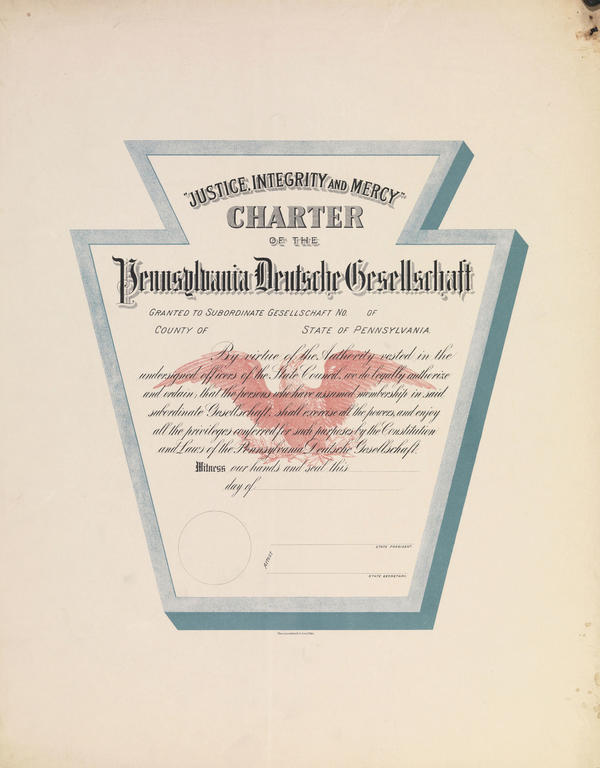 "JUSTICE, INTEGRITY AND MERCY"
CHARTER
OF THE
Pennsylvania Deutsche Gesellschaft
GRANTED TO SUBORDINATE GESELLSCHAFT NO. OF
COUNTY OF STATE OF PENNSYLVANIA.
By virtue of the Authority vested in the
undersigned officers of the State Council, we do legally authorize
and ordain, that the persons who have assumed membership in said
subordinate Gesellschaft, shall exercise all the powers, and enjoy
all the privileges conferred for such purposes by the Constitution
and Laws of the Pennsylvania Deutsche Gesellschaft.
Witness our hands and seal this
day of
ATTEST
STATE PRESIDENT.
STATE SECRETARY.